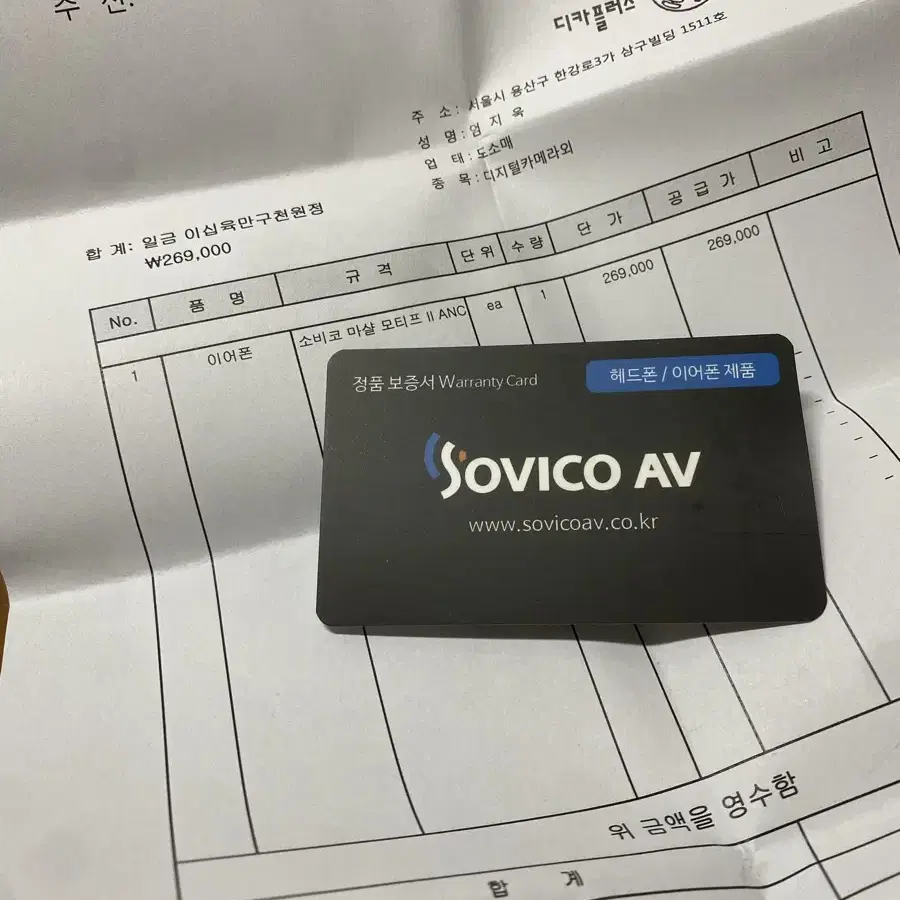 수 신:
디카플러스
주 소 : 서울시 용산구 한강로3가 삼구빌딩 1511호
성 명 : 엄 지 욱
업 태 : 도소매
종 목 : 디지털카메라외
합 계: 일금 이십육만구천원정
₩269,000
No. 품 명 규 격 단 위 수 량 단 가 공 급 가 비 고
1 이어폰 소비코 마샬 모티프 II ANC ea 1 269,000 269,000
정품 보증서 Warranty Card
헤드폰 / 이어폰 제품
SOVICO AV
www.sovicoav.co.kr
위 금액을 영수함
합 계